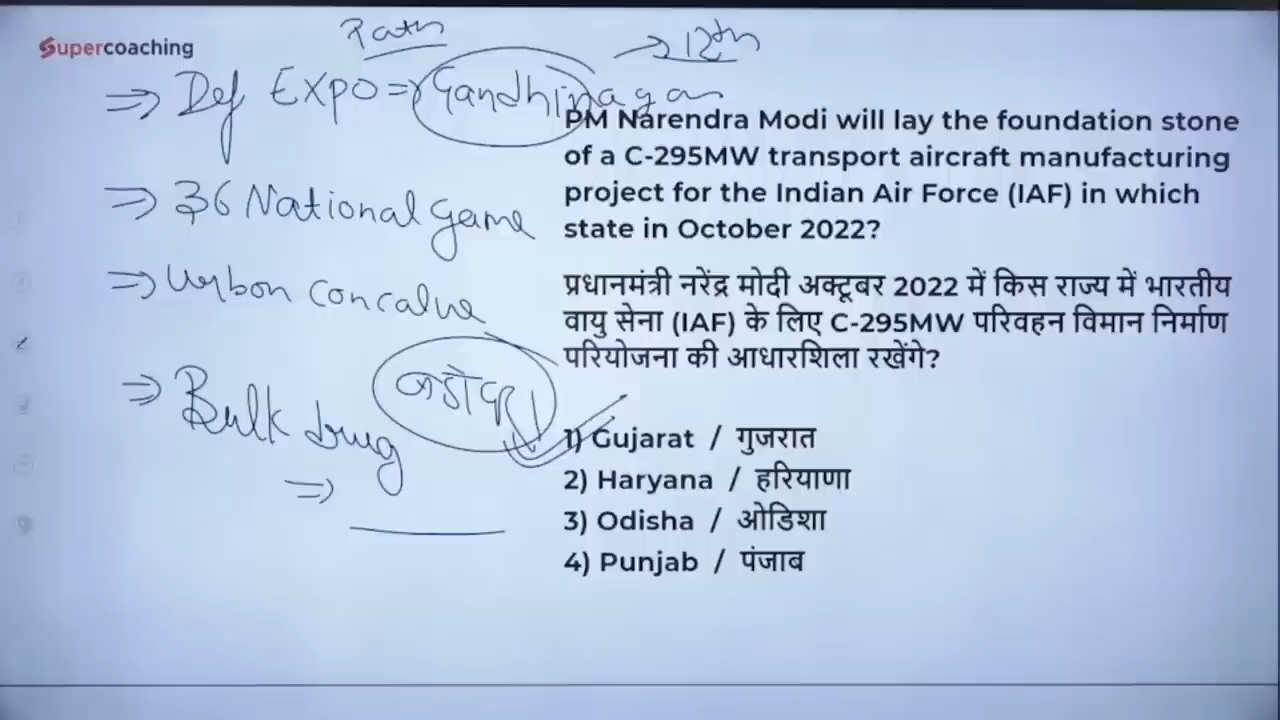 Supercoaching
Path
→ 12th
⇒ Def Expo ⇒ Gandhinagar
PM Narendra Modi will lay the foundation stone
of a C-295MW transport aircraft manufacturing
project for the Indian Air Force (IAF) in which
state in October 2022?
⇒ 36 National Game
⇒ Urbon Concalve
प्रधानमंत्री नरेंद्र मोदी अक्टूबर 2022 में किस राज्य में भारतीय
वायु सेना (IAF) के लिए C-295MW परिवहन विमान निर्माण
परियोजना की आधारशिला रखेंगे?
⇒ Bulk drug
⇒
1) Gujarat / गुजरात
2) Haryana / हरियाणा
3) Odisha / ओडिशा
4) Punjab / पंजाब